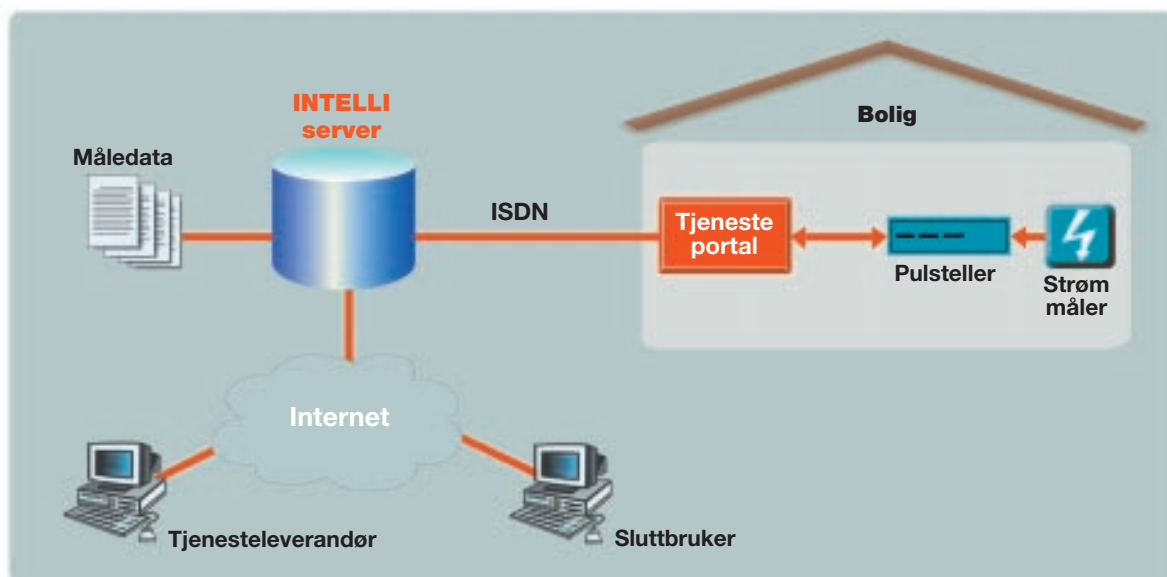 INTELLI
server
Måledata
ISDN
Bolig
Tjeneste
portal
Pulsteller
Strøm
måler
Internet
Tjenesteleverandør
Sluttbruker